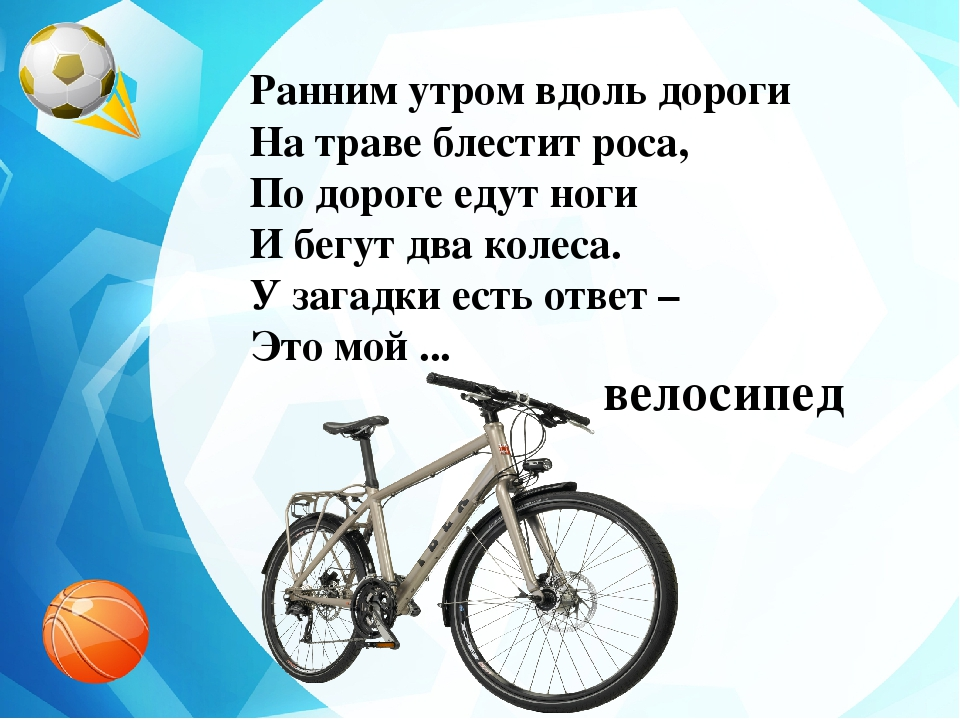 Ранним утром вдоль дороги
На траве блестит роса,
По дороге едут ноги
И бегут два колеса.
У загадки есть ответ –
Это мой ...
велосипед